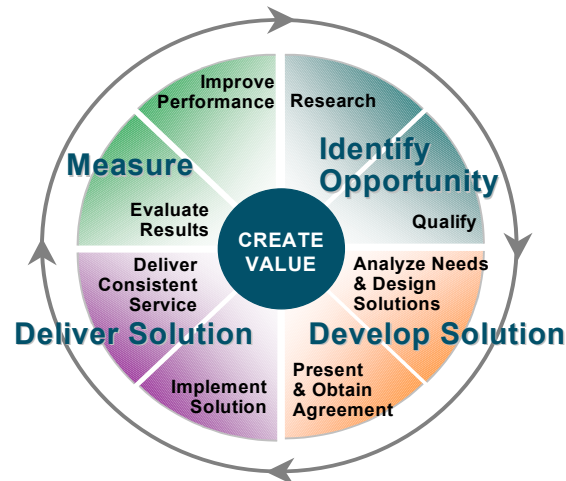 Improve
Performance
Research
Measure
Identify
Opportunity
Evaluate
Results
Qualify
CREATE
VALUE
Deliver
Consistent
Service
Analyze Needs
& Design
Solutions
Deliver Solution
Develop Solution
Implement
Solution
Present
& Obtain
Agreement